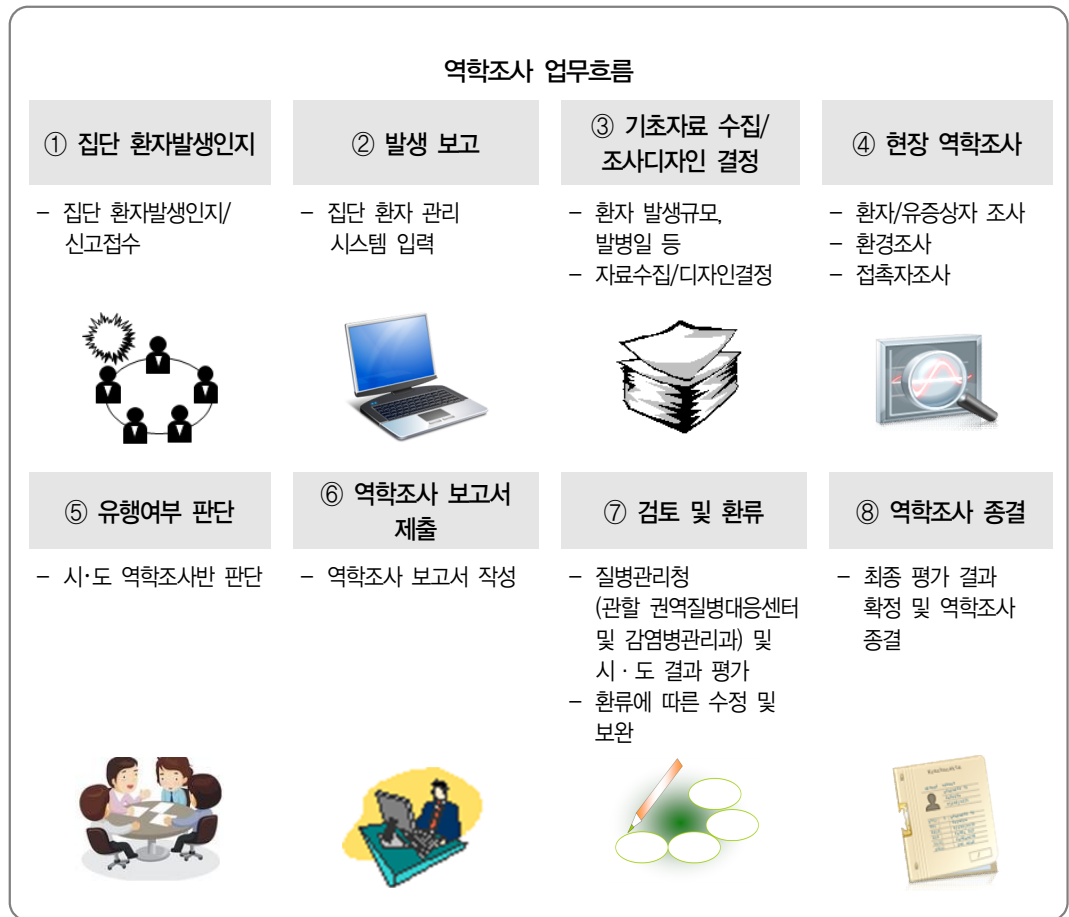 역학조사 업무흐름
① 집단 환자발생인지
- 집단 환자발생인지/
신고접수
② 발생 보고
- 집단 환자 관리
시스템 입력
③ 기초자료 수집/
조사디자인 결정
- 환자 발생규모,
발병일 등
- 자료수집/디자인결정
④ 현장 역학조사
- 환자/유증상자 조사
- 환경조사
- 접촉자조사
⑤ 유행여부 판단
- 시·도 역학조사반 판단
⑥ 역학조사 보고서
제출
- 역학조사 보고서 작성
⑦ 검토 및 환류
- 질병관리청
(관할 권역질병대응센터
및 감염병관리과) 및
시·도 결과 평가
- 환류에 따른 수정 및
보완
⑧ 역학조사 종결
- 최종 평가 결과
확정 및 역학조사
종결